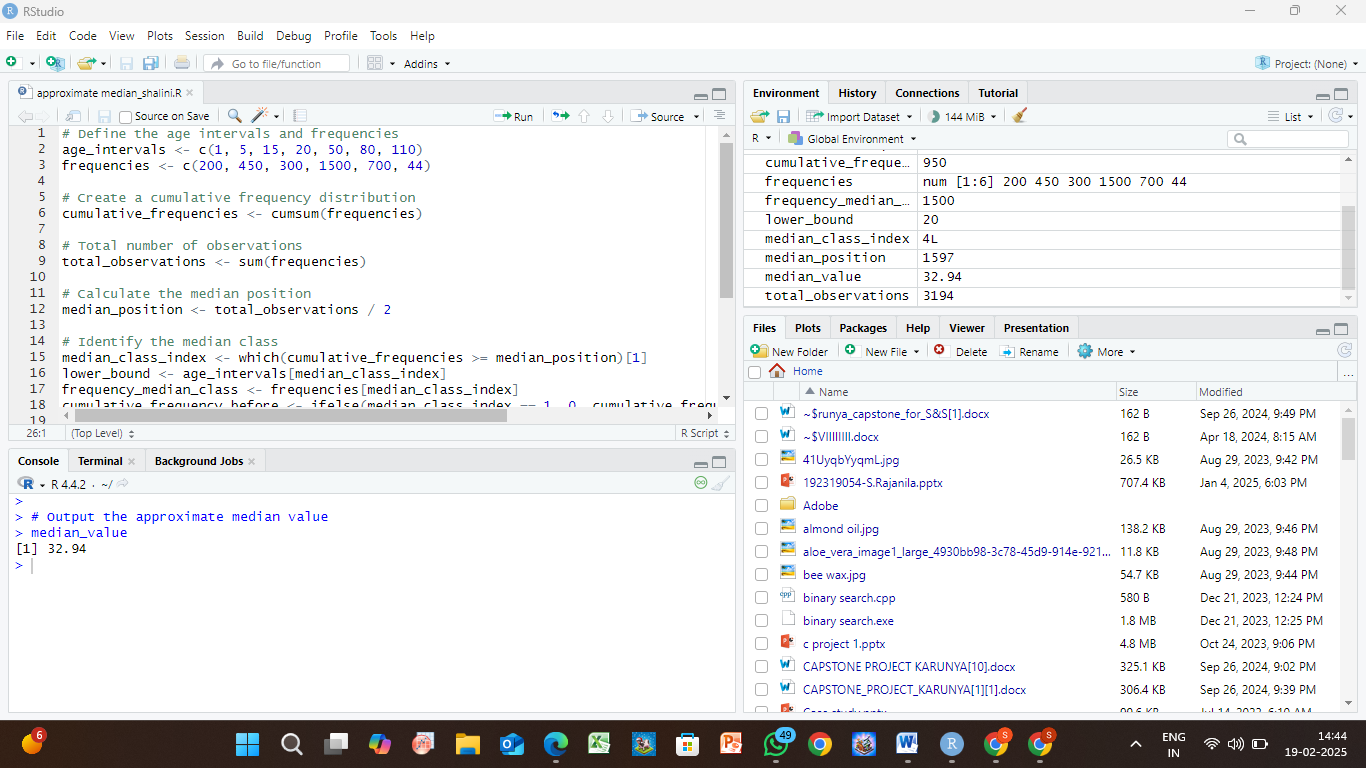 RStudio
File Edit Code View Plots Session Build Debug Profile Tools Help
Go to file/function Addins Project: (None)
approximate median_shalini.R
Source on Save Run Source
1 # Define the age intervals and frequencies
2 age_intervals <- c(1, 5, 15, 20, 50, 80, 110)
3 frequencies <- c(200, 450, 300, 1500, 700, 44)
4
5 # Create a cumulative frequency distribution
6 cumulative_frequencies <- cumsum(frequencies)
7
8 # Total number of observations
9 total_observations <- sum(frequencies)
10
11 # Calculate the median position
12 median_position <- total_observations / 2
13
14 # Identify the median class
15 median_class_index <- which(cumulative_frequencies >= median_position)[1]
16 lower_bound <- age_intervals[median_class_index]
17 frequency_median_class <- frequencies[median_class_index]
18 cumulative_frequency_before <- ifelse(median_class_index == 1, 0, cumulative_frequ
19
26:1 (Top Level) R Script
Console Terminal Background Jobs
R 4.4.2 · ~/
>
> # Output the approximate median value
> median_value
[1] 32.94
>
Environment History Connections Tutorial
Import Dataset 144 MiB List
R Global Environment
cumulative_freque... 950
frequencies num [1:6] 200 450 300 1500 700 44
frequency_median_... 1500
lower_bound 20
median_class_index 4L
median_position 1597
median_value 32.94
total_observations 3194
Files Plots Packages Help Viewer Presentation
New Folder New File Delete Rename More
Home ...
Name Size Modified
~$runya_capstone_for_S&S[1].docx 162 B Sep 26, 2024, 9:49 PM
~$VIIIIIIII.docx 162 B Apr 18, 2024, 8:15 AM
41UyqbYyqmL.jpg 26.5 KB Aug 29, 2023, 9:42 PM
192319054-S.Rajanila.pptx 707.4 KB Jan 4, 2025, 6:03 PM
Adobe
almond oil.jpg 138.2 KB Aug 29, 2023, 9:46 PM
aloe_vera_image1_large_4930bb98-3c78-45d9-914e-921... 11.8 KB Aug 29, 2023, 9:48 PM
bee wax.jpg 54.7 KB Aug 29, 2023, 9:44 PM
binary search.cpp 580 B Dec 21, 2023, 12:24 PM
binary search.exe 1.8 MB Dec 21, 2023, 12:25 PM
c project 1.pptx 4.8 MB Oct 24, 2023, 9:06 PM
CAPSTONE PROJECT KARUNYA[10].docx 325.1 KB Sep 26, 2024, 9:02 PM
CAPSTONE_PROJECT_KARUNYA[1][1].docx 306.4 KB Sep 26, 2024, 9:39 PM
6 49 ENG 14:44
IN 19-02-2025